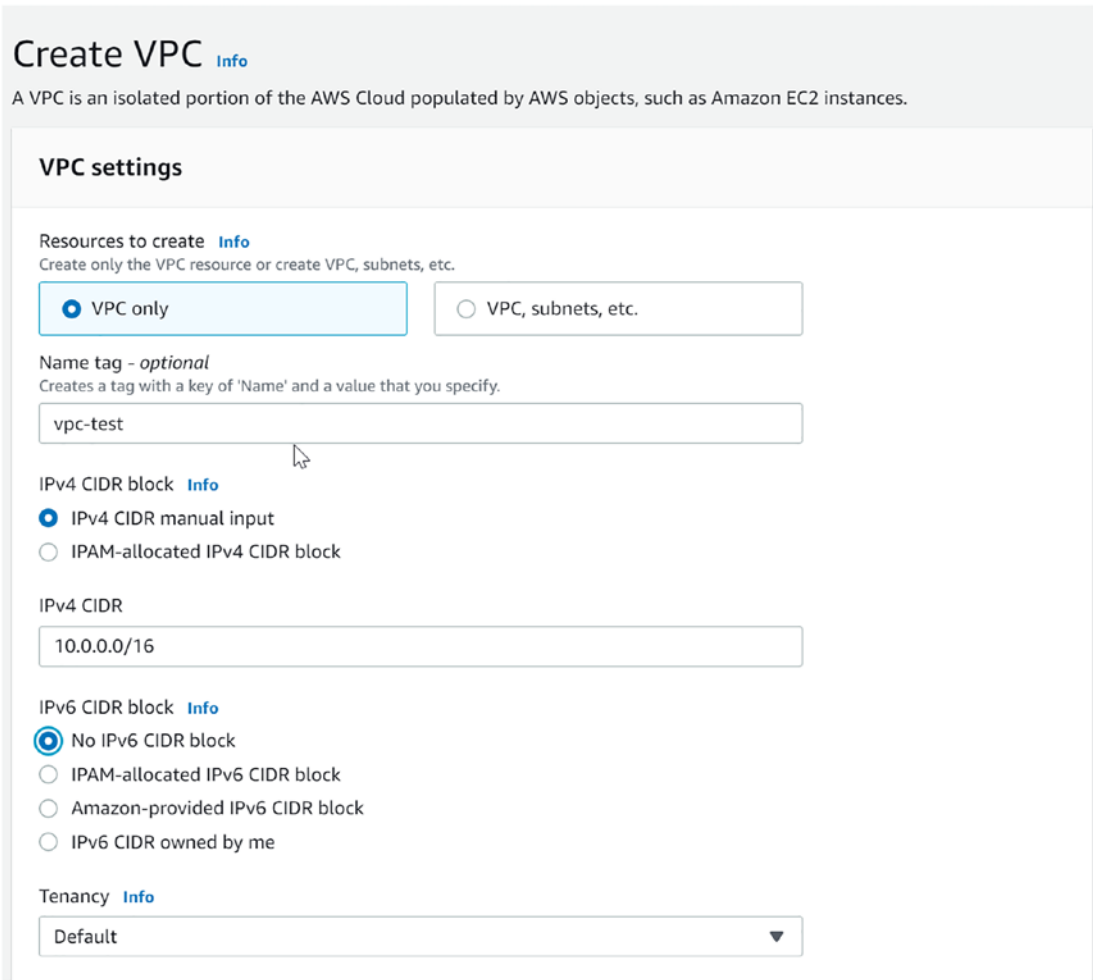 Create VPC Info
A VPC is an isolated portion of the AWS Cloud populated by AWS objects, such as Amazon EC2 instances.
VPC settings
Resources to create Info
Create only the VPC resource or create VPC, subnets, etc.
VPC only
VPC, subnets, etc.
Name tag - optional
Creates a tag with a key of 'Name' and a value that you specify.
vpc-test
IPv4 CIDR block Info
IPv4 CIDR manual input
IPAM-allocated IPv4 CIDR block
IPv4 CIDR
10.0.0.0/16
IPv6 CIDR block Info
No IPv6 CIDR block
IPAM-allocated IPv6 CIDR block
Amazon-provided IPv6 CIDR block
IPv6 CIDR owned by me
Tenancy Info
Default